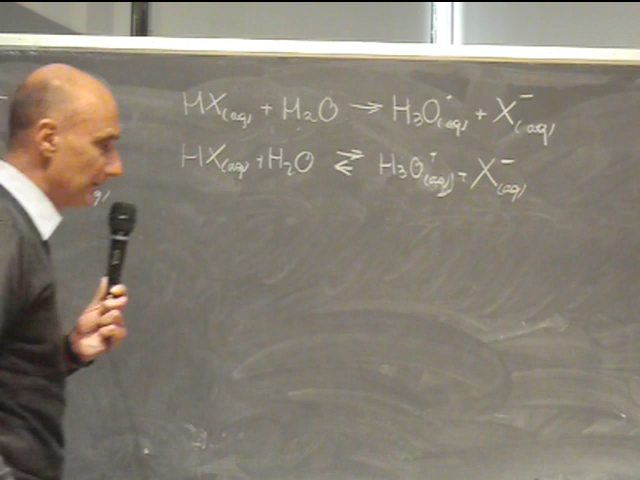 HX(aq) + H₂O → H₃O⁺(aq) + X⁻(aq)
HX(aq) + H₂O ⇄ H₃O⁺(aq) + X⁻(aq)